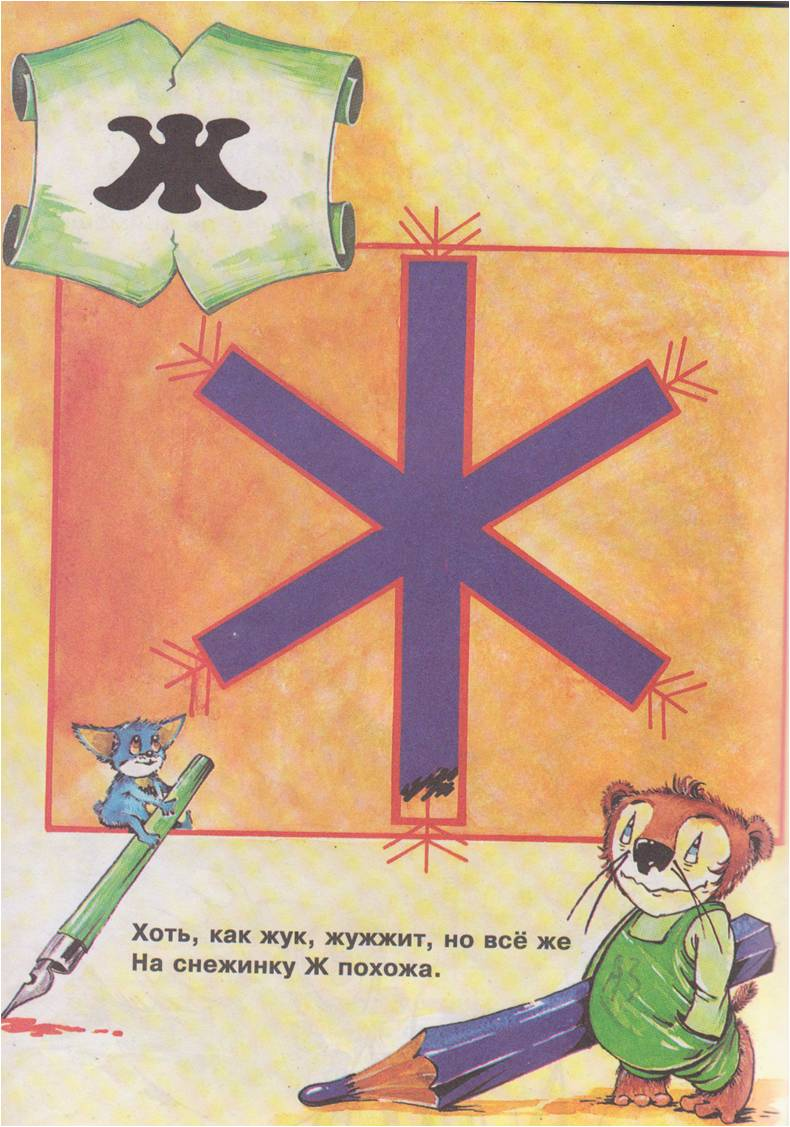 Ж
Ж
Хоть, как жук, жужжит, но всё же
На снежинку Ж похожа.